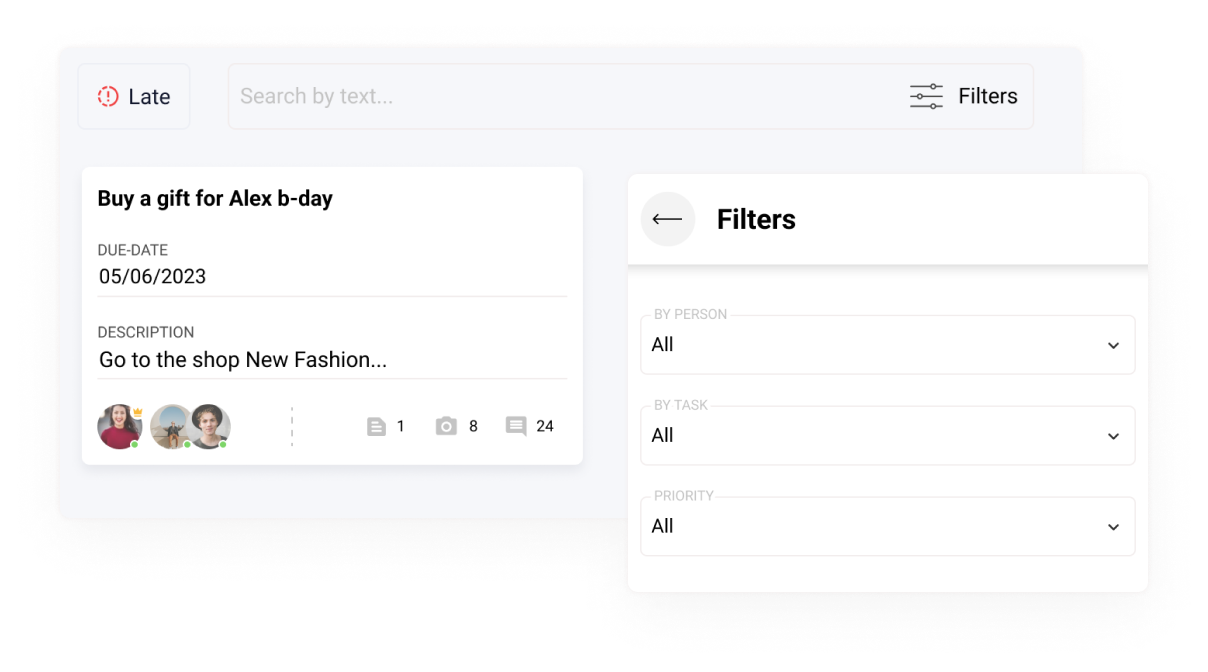 Late
Search by text...
Filters
Buy a gift for Alex b-day
DUE-DATE
05/06/2023
DESCRIPTION
Go to the shop New Fashion...
1
8
24
Filters
BY PERSON
All
BY TASK
All
PRIORITY
All